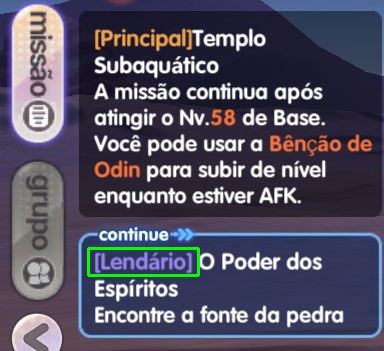 missão
[Principal]Templo
Subaquático
A missão continua após
atingir o Nv.58 de Base.
Você pode usar a Bênção de
Odin para subir de nível
enquanto estiver AFK.
grupo
continue
[Lendário] O Poder dos
Espíritos
Encontre a fonte da pedra